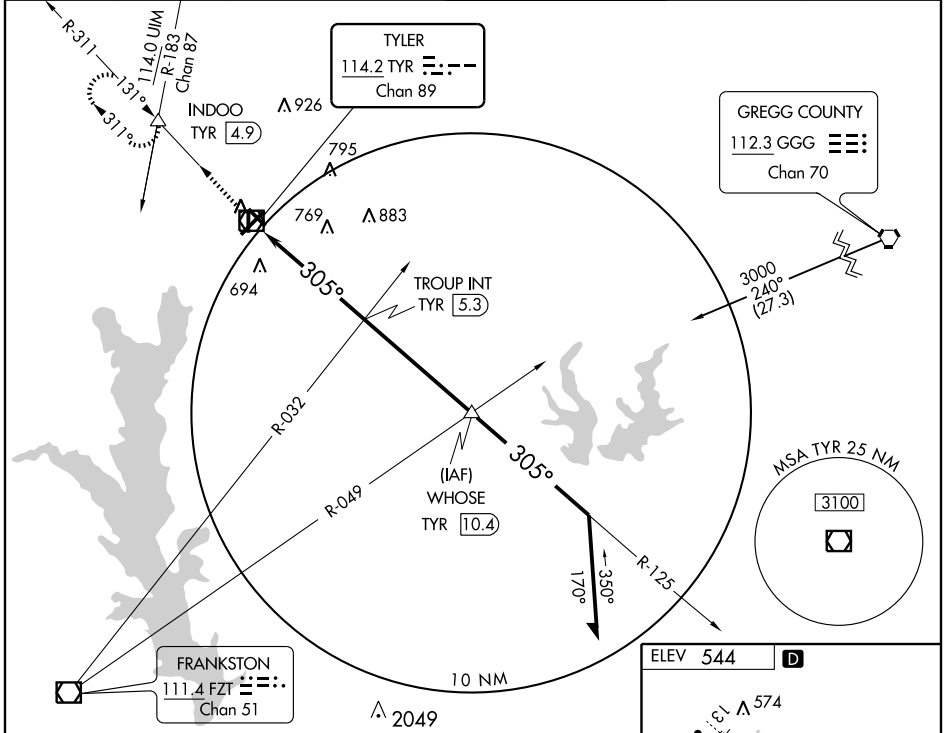 R-311
114.0 UIM
R-183
Chan 87
131°
311°
INDOO
TYR 4.9
926
TYLER
114.2 TYR
Chan 89
795
769
883
694
GREGG COUNTY
112.3 GGG
Chan 70
3000
240°
(27.3)
305°
TROUP INT
TYR 5.3
R-032
R-049
(IAF)
WHOSE
TYR 10.4
305°
MSA TYR 25 NM
3100
R-125
170°
350°
FRANKSTON
111.4 FZT
Chan 51
10 NM
2049
ELEV 544 D
574